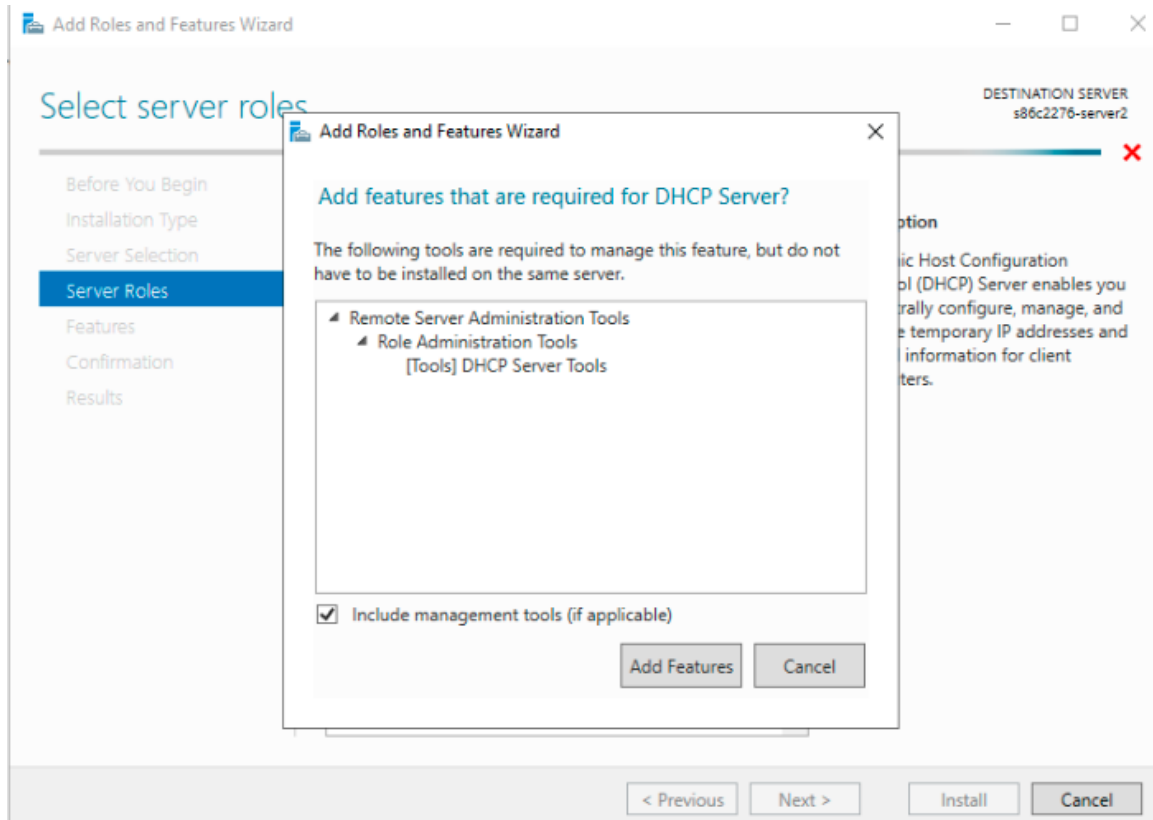 Add Roles and Features Wizard
Select server roles
DESTINATION SERVER
s86c2276-server2
Before You Begin
Installation Type
Server Selection
Server Roles
Features
Confirmation
Results
Add Roles and Features Wizard
Add features that are required for DHCP Server?
The following tools are required to manage this feature, but do not
have to be installed on the same server.
Remote Server Administration Tools
Role Administration Tools
[Tools] DHCP Server Tools
Include management tools (if applicable)
Add Features
Cancel
Host Configuration
(DHCP) Server enables you
configure, manage, and
temporary IP addresses and
information for client
< Previous
Next >
Install
Cancel